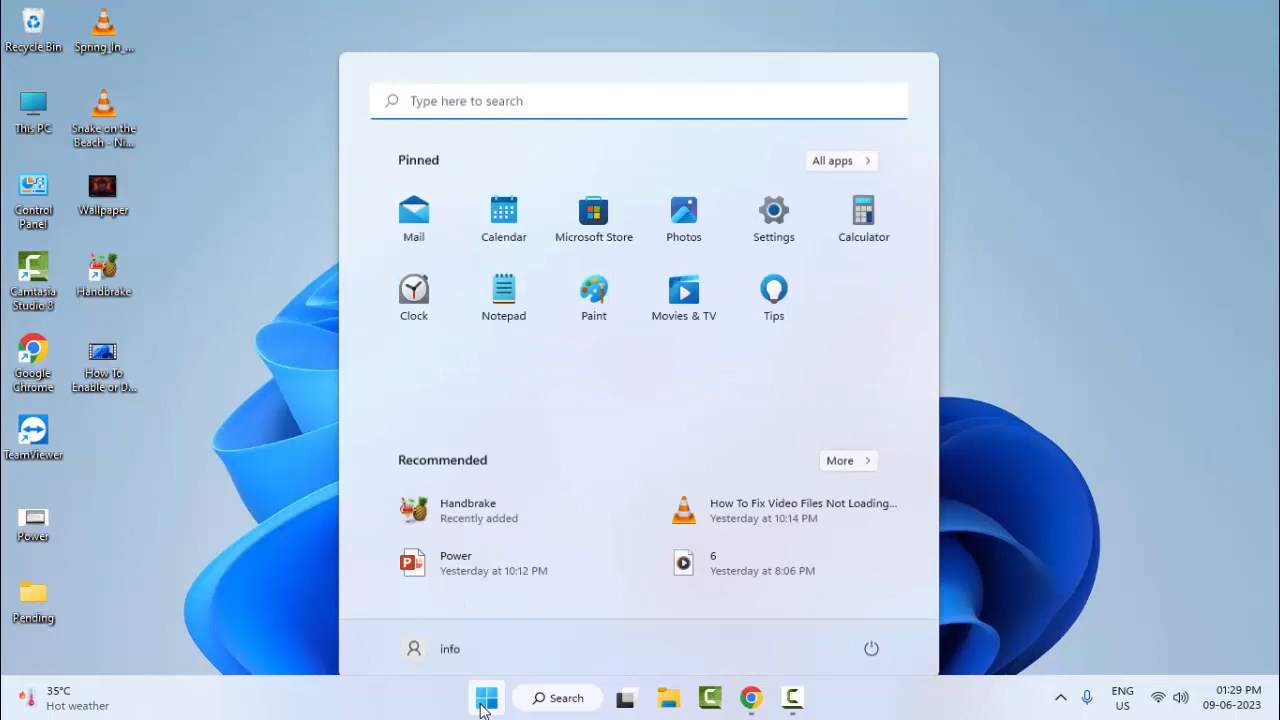 Recycle Bin
Spring_In_...
This PC
Snake on the
Beach - Ni...
Control
Panel
Wallpaper
Camtasia
Studio 8
Handbrake
Google
Chrome
How To
Enable or D...
TeamViewer
Power
Pending
Type here to search
Pinned
All apps
Mail
Calendar
Microsoft Store
Photos
Settings
Calculator
Clock
Notepad
Paint
Movies & TV
Tips
Recommended
More
Handbrake
Recently added
How To Fix Video Files Not Loading...
Yesterday at 10:14 PM
Power
Yesterday at 10:12 PM
6
Yesterday at 8:06 PM
info
35°C
Hot weather
Search
ENG
US
01:29 PM
09-06-2023